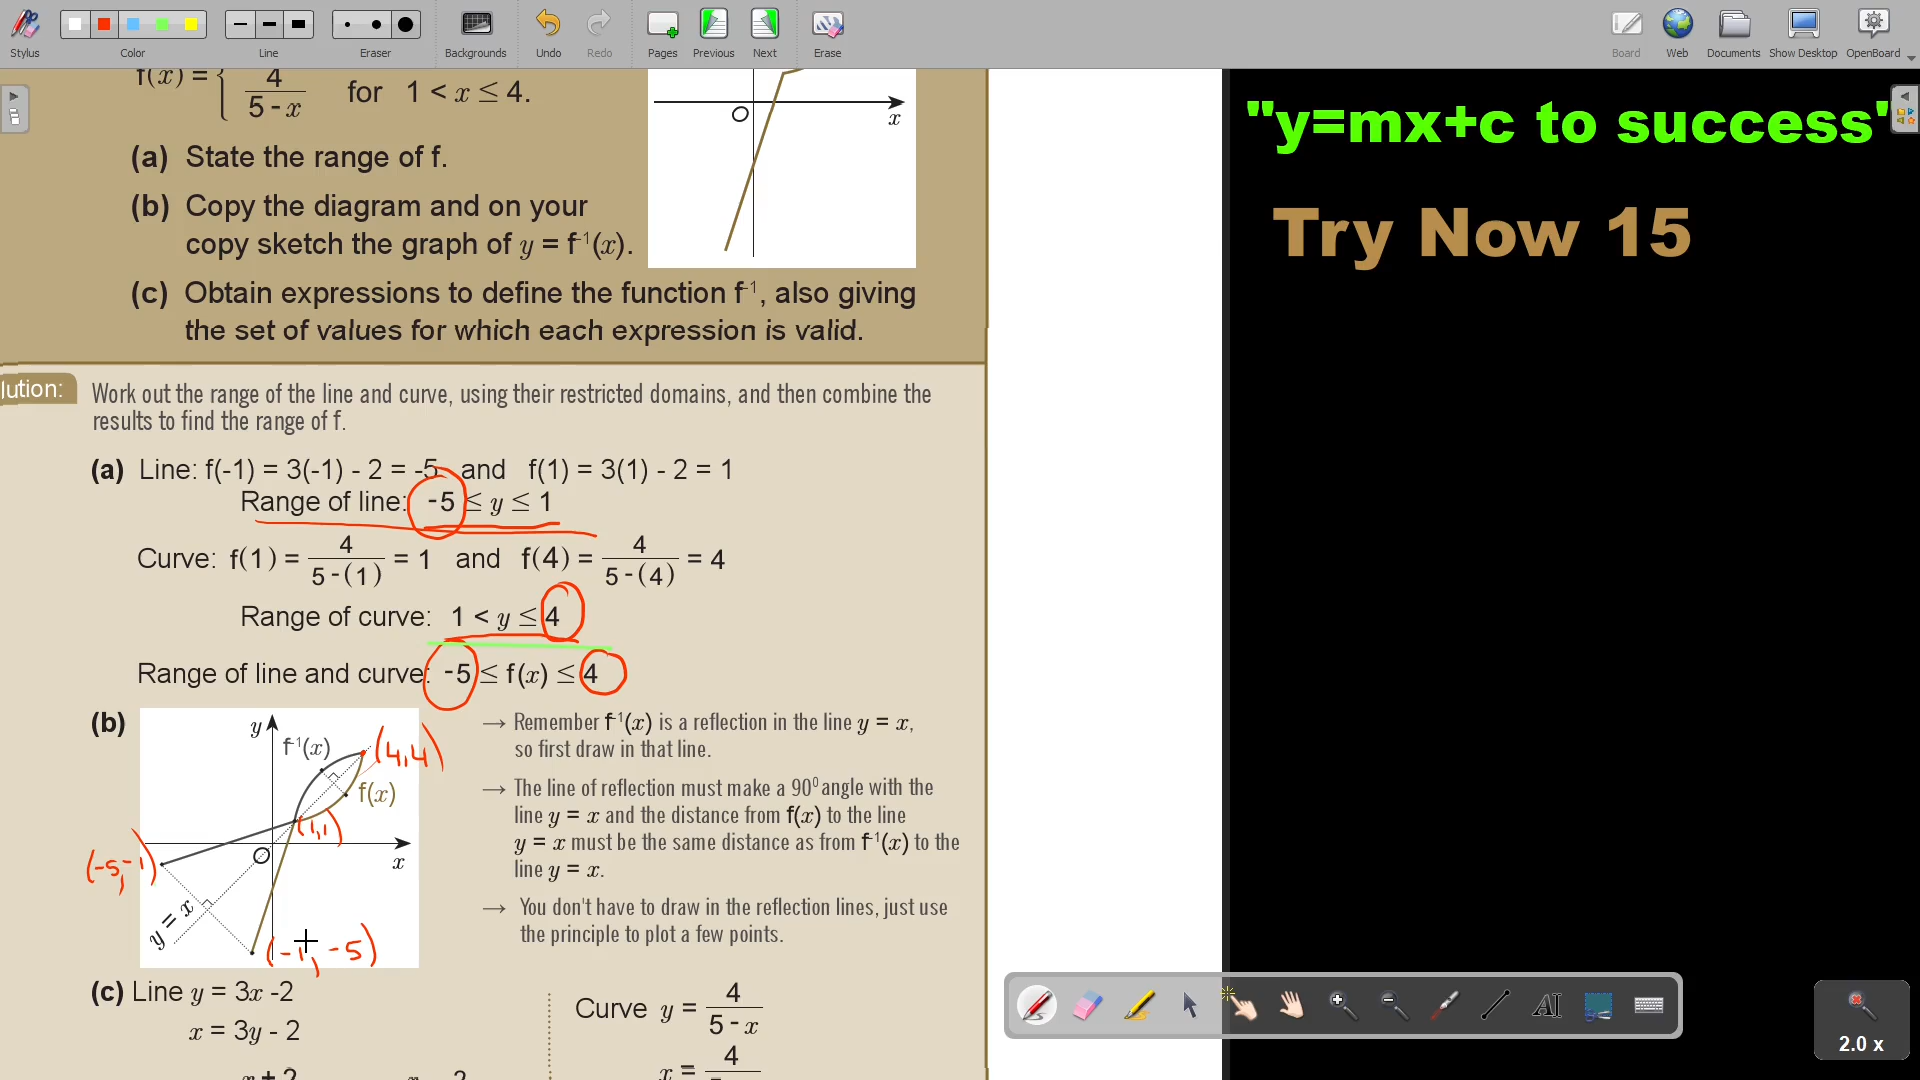 Stylus
Color
Line
Eraser
Backgrounds
Undo
Redo
Pages
Previous
Next
Erase
Board
Web
Documents
Show Desktop
OpenBoard
f(x) = { 4/(5 - x) for 1 < x ≤ 4.
(a) State the range of f.
(b) Copy the diagram and on your
copy sketch the graph of y = f⁻¹(x).
(c) Obtain expressions to define the function f⁻¹, also giving
the set of values for which each expression is valid.
O
x
lution:
Work out the range of the line and curve, using their restricted domains, and then combine the
results to find the range of f.
(a) Line: f(-1) = 3(-1) - 2 = -5 and f(1) = 3(1) - 2 = 1
Range of line: -5 ≤ y ≤ 1
Curve: f(1) = 4/(5-(1)) = 1 and f(4) = 4/(5-(4)) = 4
Range of curve: 1 < y ≤ 4
Range of line and curve: -5 ≤ f(x) ≤ 4
(b)
y
f⁻¹(x)
(4,4)
f(x)
(1,1)
(-5,-1)
O
x
y = x
(-1, -5)
→ Remember f⁻¹(x) is a reflection in the line y = x,
so first draw in that line.
→ The line of reflection must make a 90⁰ angle with the
line y = x and the distance from f(x) to the line
y = x must be the same distance as from f⁻¹(x) to the
line y = x.
→ You don't have to draw in the reflection lines, just use
the principle to plot a few points.
(c) Line y = 3x -2
x = 3y - 2
Curve y = 4/(5 - x)
"y=mx+c to success"
Try Now 15
2.0 x